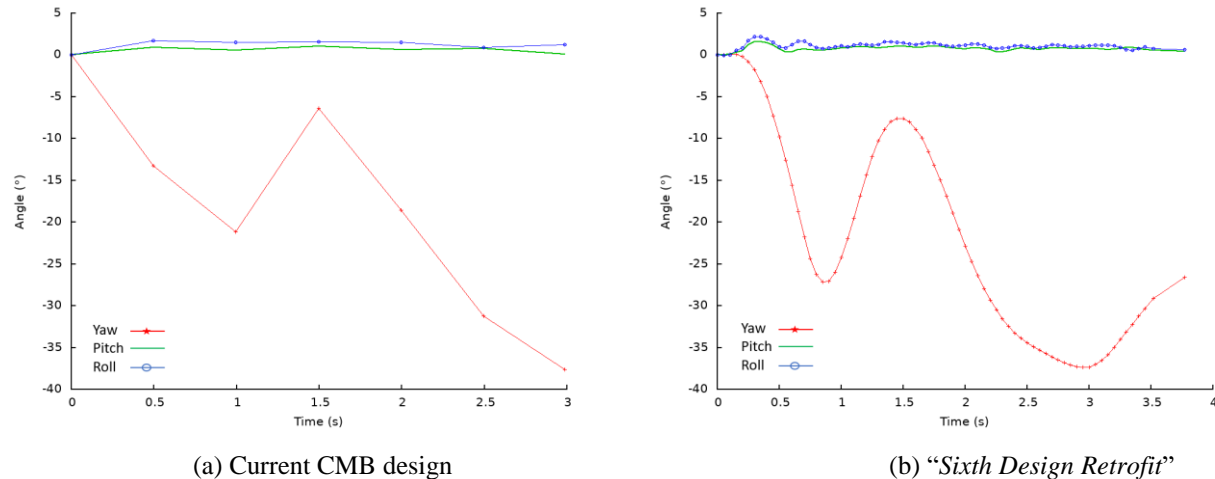 5
0
-5
-10
-15
-20
-25
-30
-35
-40
Angle (°)
Yaw
Pitch
Roll
0 0.5 1 1.5 2 2.5 3
Time (s)
(a) Current CMB design
5
0
-5
-10
-15
-20
-25
-30
-35
-40
Angle (°)
Yaw
Pitch
Roll
0 0.5 1 1.5 2 2.5 3 3.5 4
Time (s)
(b) “Sixth Design Retrofit”